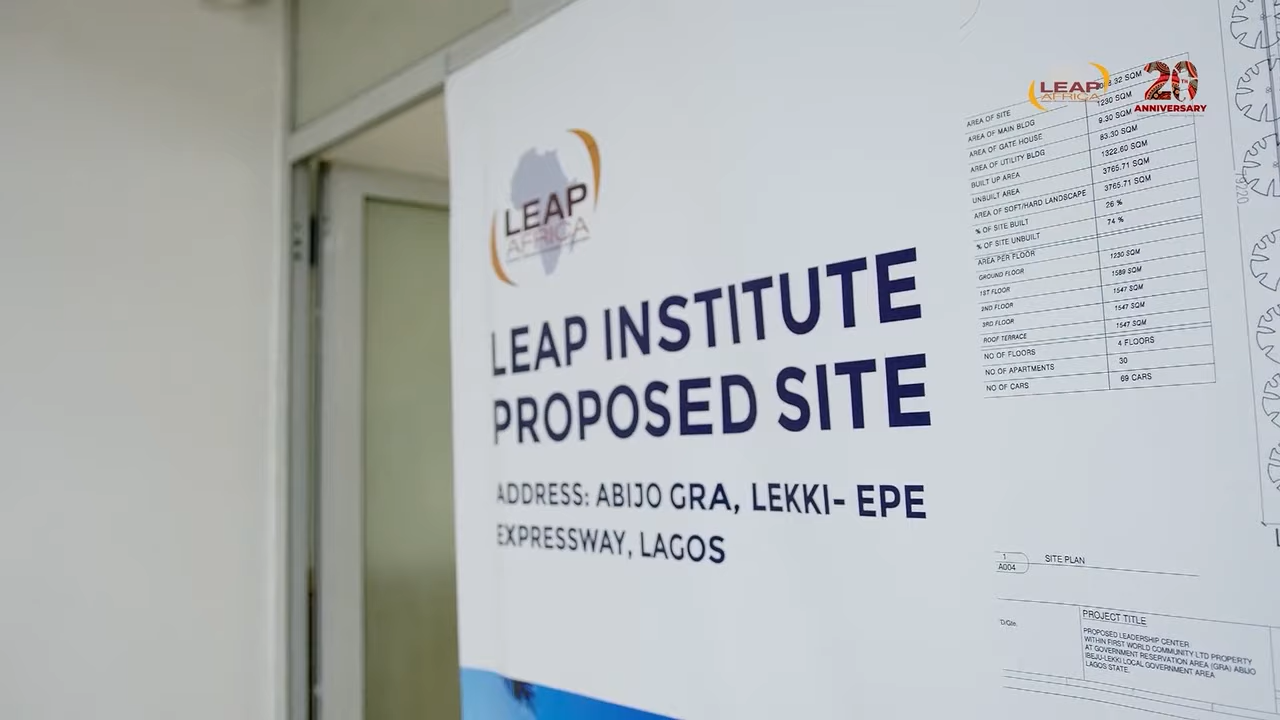 LEAP
AFRICA
20
TH
ANNIVERSARY
LEAP
AFRICA
LEAP INSTITUTE
PROPOSED SITE
ADDRESS: ABIJO GRA, LEKKI- EPE
EXPRESSWAY, LAGOS
AREA OF SITE 32 SQM
AREA OF MAIN BLDG 1230 SQM
AREA OF GATE HOUSE 9.30 SQM
AREA OF UTILITY BLDG 83.30 SQM
BUILT UP AREA 1322.60 SQM
UNBUILT AREA 3765.71 SQM
AREA OF SOFT/HARD LANDSCAPE 3765.71 SQM
% OF SITE BUILT 26 %
% OF SITE UNBUILT 74 %
AREA PER FLOOR
GROUND FLOOR 1230 SQM
1ST FLOOR 1589 SQM
2ND FLOOR 1547 SQM
3RD FLOOR 1547 SQM
ROOF TERRACE 1547 SQM
NO OF FLOORS 4 FLOORS
NO OF APARTMENTS 30
NO OF CARS 69 CARS
1
A004
SITE PLAN
PROJECT TITLE
PROPOSED LEADERSHIP CENTER
WITHIN FIRST WORLD COMMUNITY LTD PROPERTY
AT GOVERNMENT RESERVATION AREA (GRA) ABIJO
IBEJU-LEKKI LOCAL GOVERNMENT AREA
LAGOS STATE.